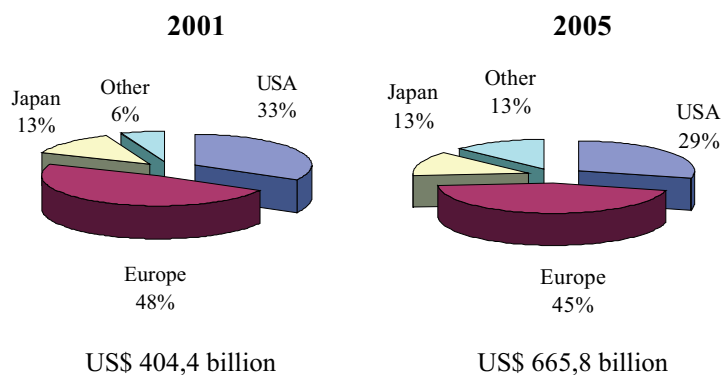 2001
USA
33%
Other
6%
Japan
13%
Europe
48%
US$ 404,4 billion
2005
USA
29%
Other
13%
Japan
13%
Europe
45%
US$ 665,8 billion